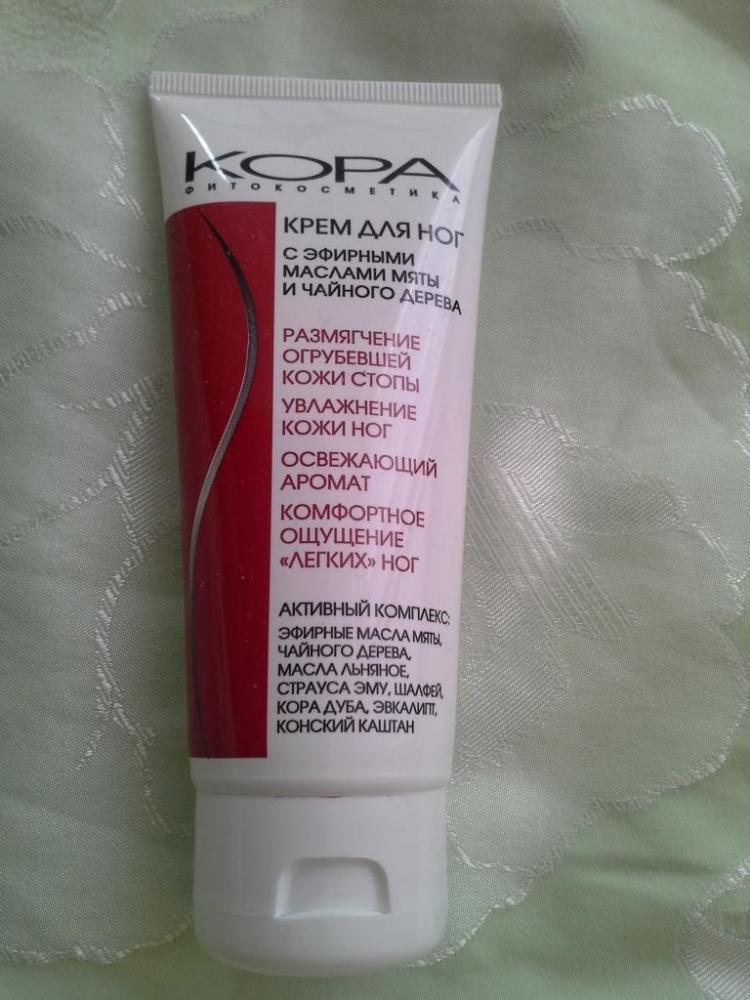 КОРА
ФИТОКОСМЕТИКА
КРЕМ ДЛЯ НОГ
С ЭФИРНЫМИ
МАСЛАМИ МЯТЫ
И ЧАЙНОГО ДЕРЕВА
РАЗМЯГЧЕНИЕ
ОГРУБЕВШЕЙ
КОЖИ СТОПЫ
УВЛАЖНЕНИЕ
КОЖИ НОГ
ОСВЕЖАЮЩИЙ
АРОМАТ
КОМФОРТНОЕ
ОЩУЩЕНИЕ
«ЛЕГКИХ» НОГ
АКТИВНЫЙ КОМПЛЕКС:
ЭФИРНЫЕ МАСЛА МЯТЫ,
ЧАЙНОГО ДЕРЕВА,
МАСЛА ЛЬНЯНОЕ,
СТРАУСА ЭМУ, ШАЛФЕЙ,
КОРА ДУБА, ЭВКАЛИПТ,
КОНСКИЙ КАШТАН